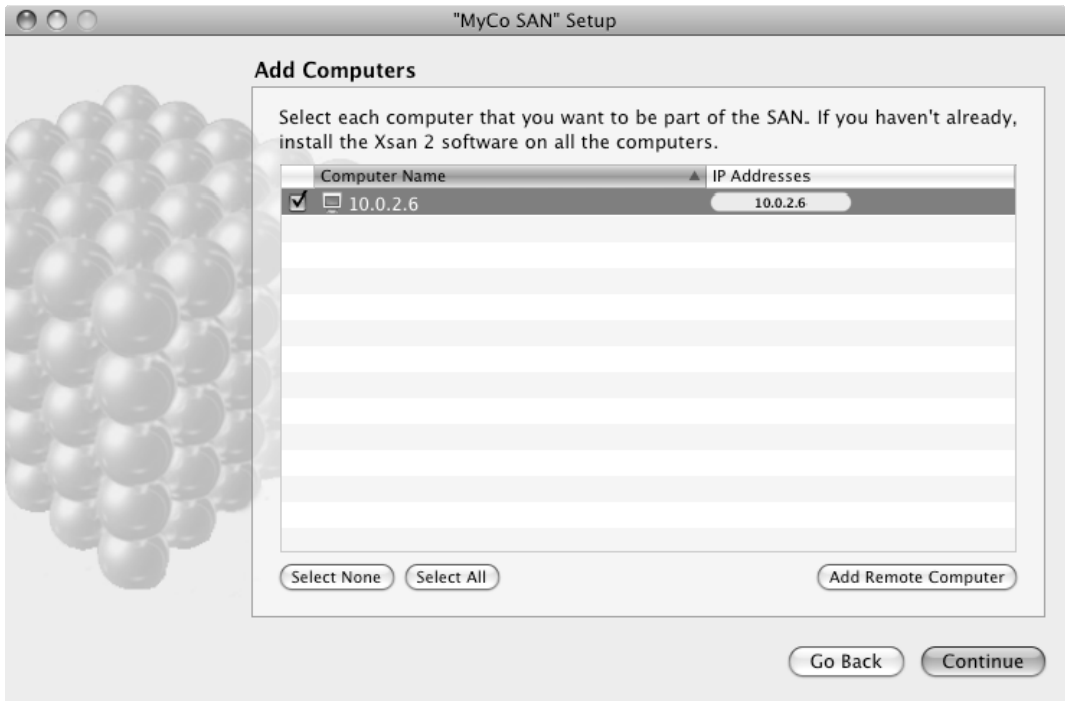 "MyCo SAN" Setup
Add Computers
Select each computer that you want to be part of the SAN. If you haven't already,
install the Xsan 2 software on all the computers.
Computer Name IP Addresses
10.0.2.6 10.0.2.6
Select None Select All Add Remote Computer
Go Back Continue